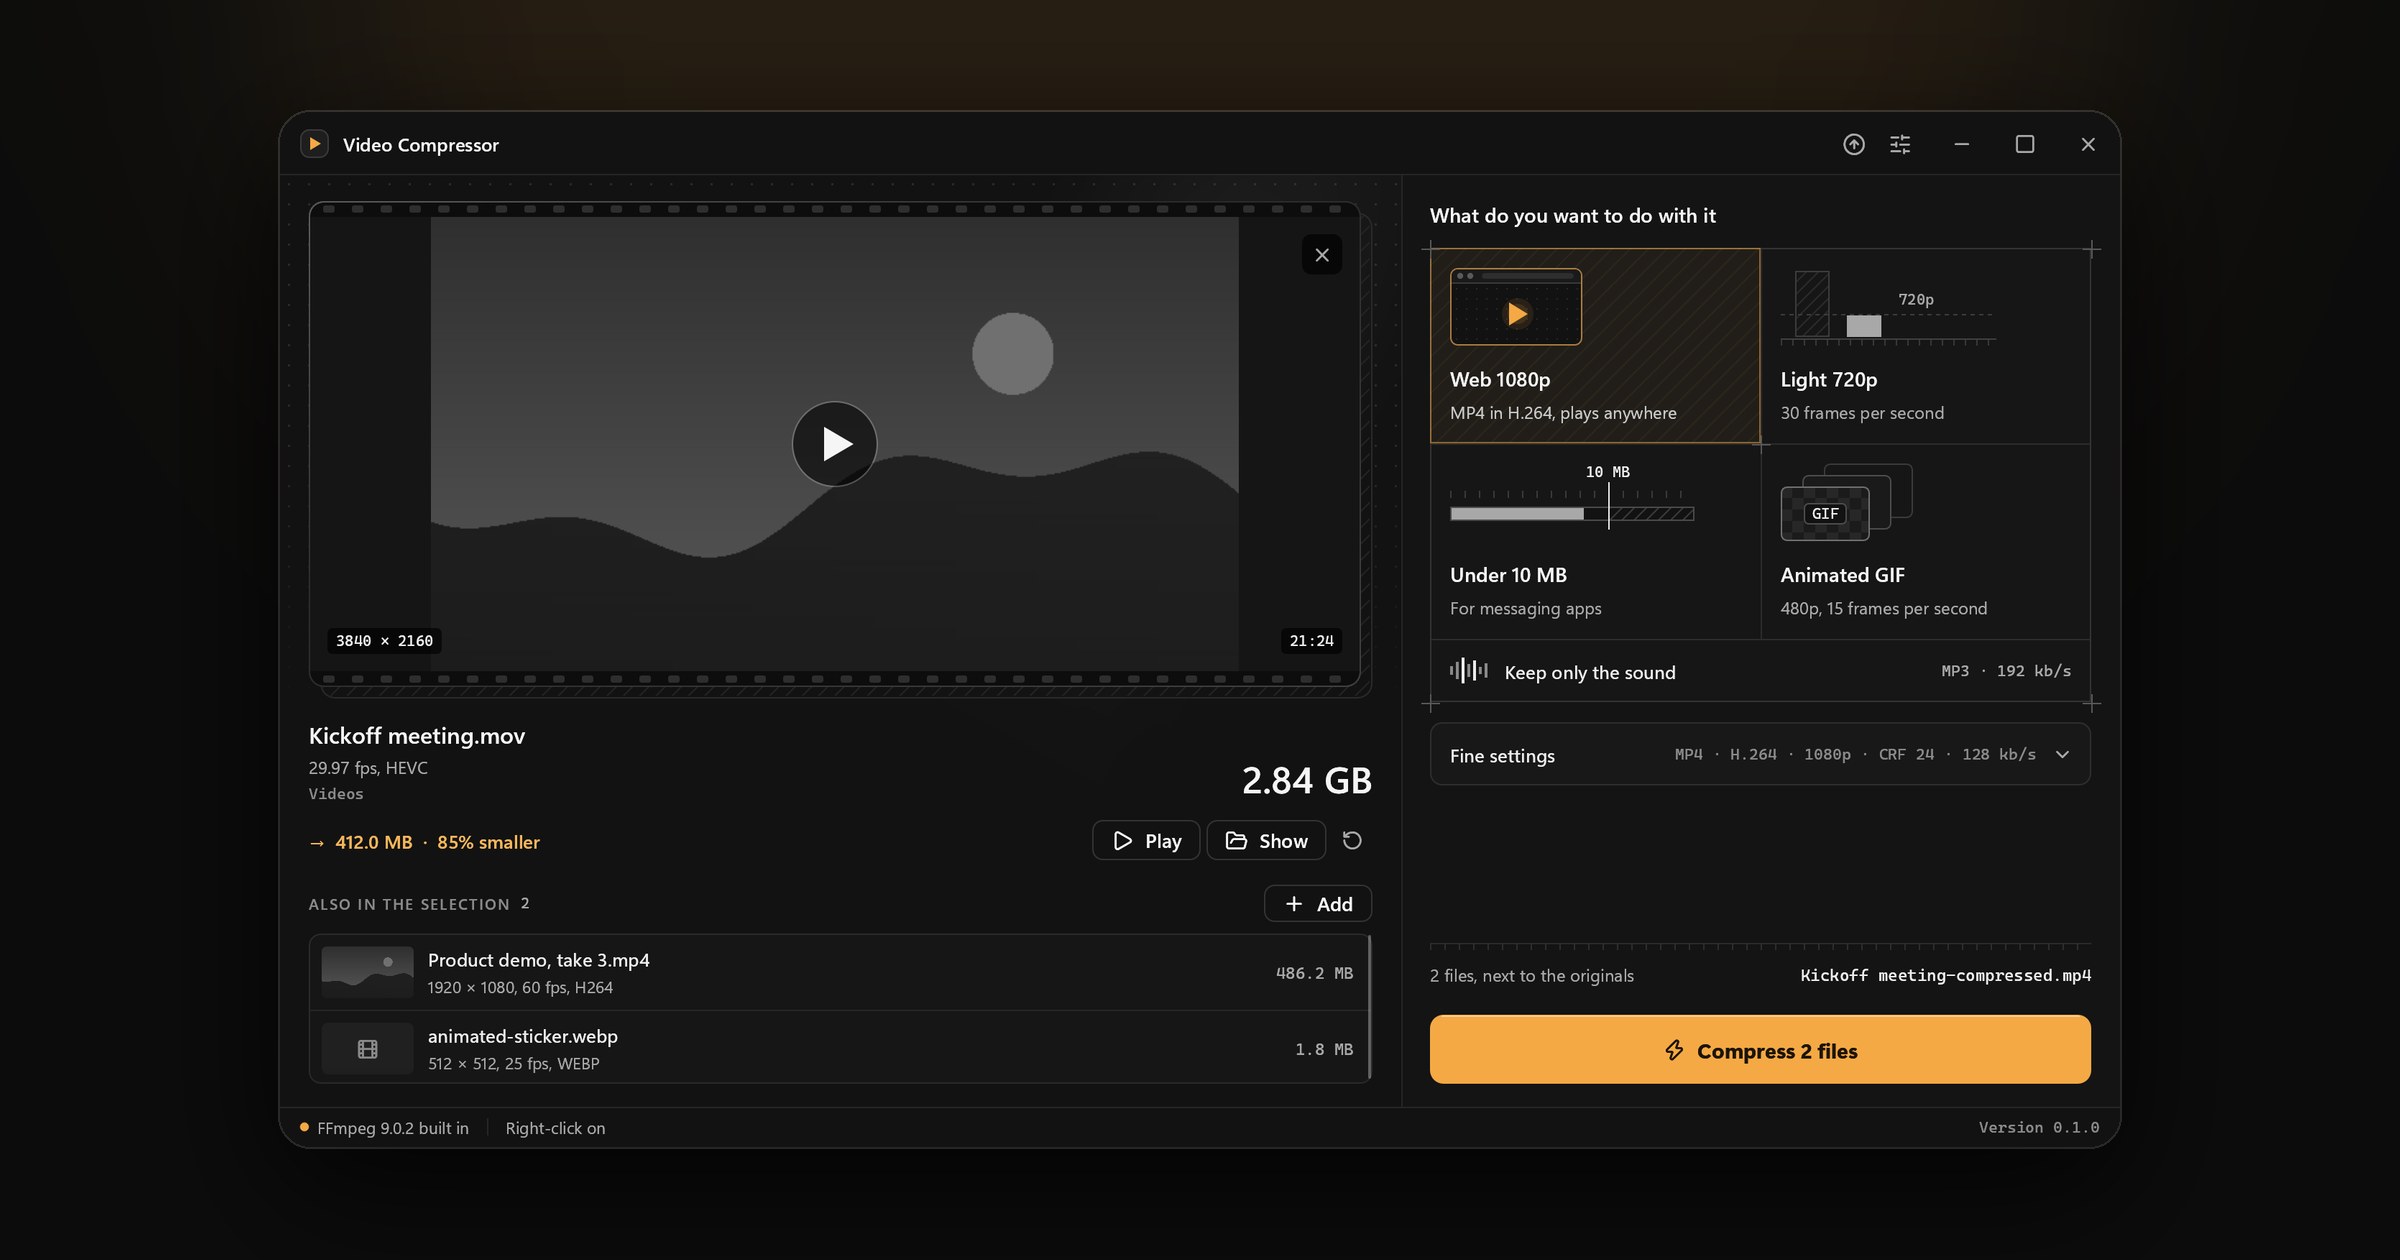 Video Compressor
3840 × 2160
21:24
Kickoff meeting.mov
29.97 fps, HEVC
Videos
2.84 GB
→ 412.0 MB · 85% smaller
Play
Show
ALSO IN THE SELECTION 2
Add
Product demo, take 3.mp4
1920 × 1080, 60 fps, H264
486.2 MB
animated-sticker.webp
512 × 512, 25 fps, WEBP
1.8 MB
What do you want to do with it
Web 1080p
MP4 in H.264, plays anywhere
720p
Light 720p
30 frames per second
10 MB
Under 10 MB
For messaging apps
GIF
Animated GIF
480p, 15 frames per second
Keep only the sound
MP3 · 192 kb/s
Fine settings
MP4 · H.264 · 1080p · CRF 24 · 128 kb/s
2 files, next to the originals
Kickoff meeting-compressed.mp4
Compress 2 files
FFmpeg 9.0.2 built in
Right-click on
Version 0.1.0